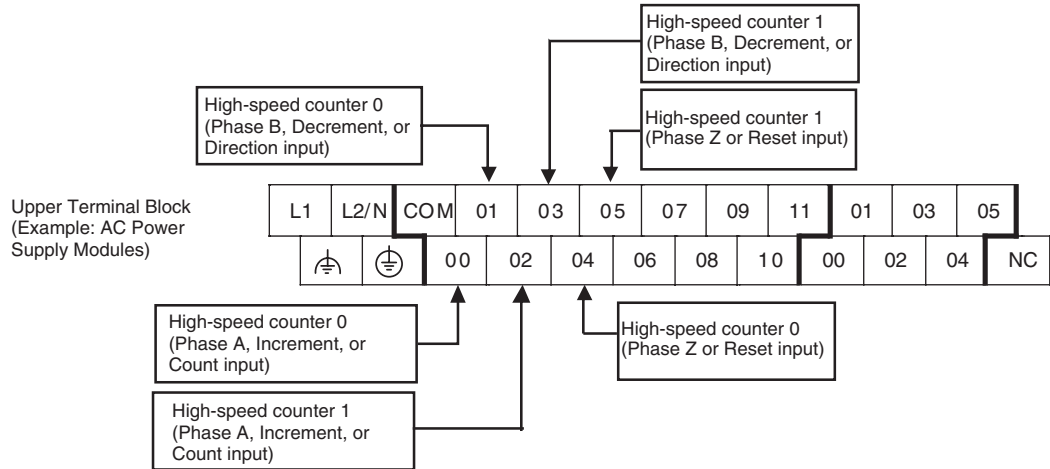 High-speed counter 1
(Phase B, Decrement, or
Direction input)
High-speed counter 0
(Phase B, Decrement, or
Direction input)
High-speed counter 1
(Phase Z or Reset input)
Upper Terminal Block
(Example: AC Power
Supply Modules)
L1 L2/N COM 01 03 05 07 09 11 01 03 05
00 02 04 06 08 10 00 02 04 NC
High-speed counter 0
(Phase A, Increment, or
Count input)
High-speed counter 0
(Phase Z or Reset input)
High-speed counter 1
(Phase A, Increment, or
Count input)